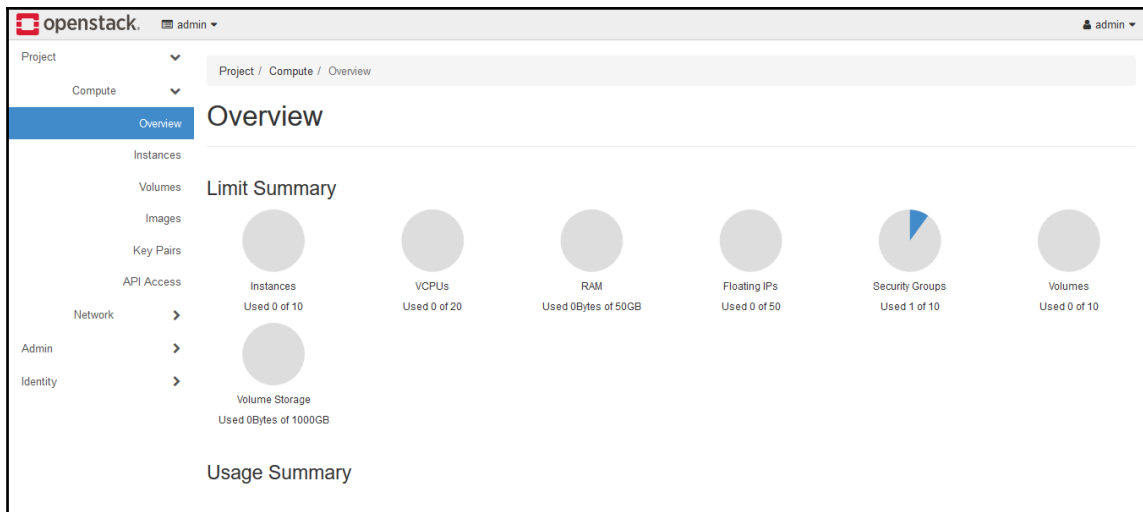 openstack. admin admin
Project
Compute
Overview
Instances
Volumes
Images
Key Pairs
API Access
Network
Admin
Identity
Project / Compute / Overview
Overview
Limit Summary
Instances
Used 0 of 10
VCPUs
Used 0 of 20
RAM
Used 0Bytes of 50GB
Floating IPs
Used 0 of 50
Security Groups
Used 1 of 10
Volumes
Used 0 of 10
Volume Storage
Used 0Bytes of 1000GB
Usage Summary